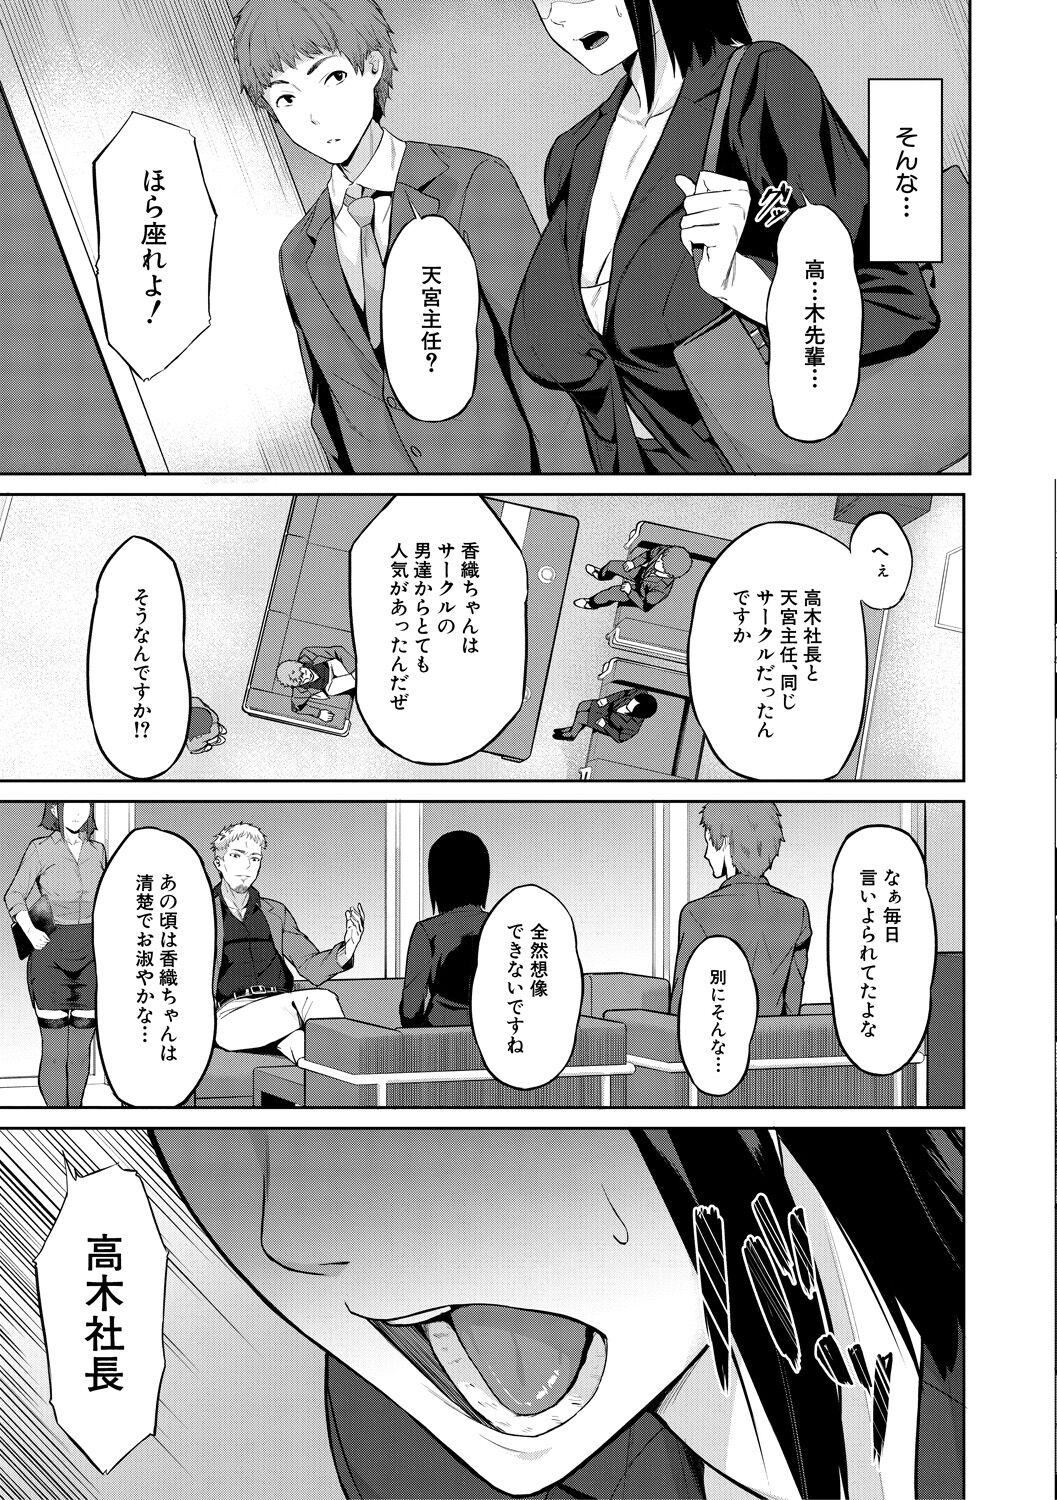 そんな…
高…木先輩…
グッ
天宮主任?
ほら座れよ!
へぇ
高木社長と
天宮主任、同じ
サークルだったん
ですか
香織ちゃんは
サークルの
男達からとても
人気があったんだぜ
そうなんですか!?
なぁ毎日
言いよられてたよな
別にそんな…
全然想像
できないですね
あの頃は香織ちゃんは
清楚でお淑やかな…
高木社長